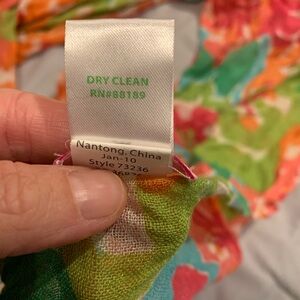 DRY CLEAN
RN#88189
Nantong, China
Jan-10
Style 73236